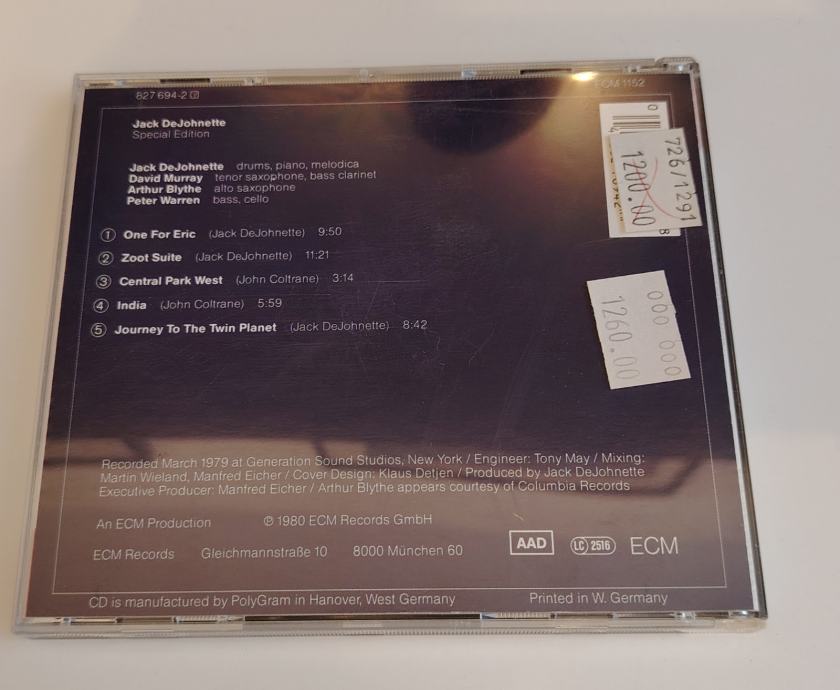 827 694-2
ECM 1152
Jack DeJohnette
Special Edition
Jack DeJohnette drums, piano, melodica
David Murray tenor saxophone, bass clarinet
Arthur Blythe alto saxophone
Peter Warren bass, cello
1 One For Eric (Jack DeJohnette) 9:50
2 Zoot Suite (Jack DeJohnette) 11:21
3 Central Park West (John Coltrane) 3:14
4 India (John Coltrane) 5:59
5 Journey To The Twin Planet (Jack DeJohnette) 8:42
726/1291
1200.00
000 600
1260.00
Recorded March 1979 at Generation Sound Studios, New York / Engineer: Tony May / Mixing:
Martin Wieland, Manfred Eicher / Cover Design: Klaus Detjen / Produced by Jack DeJohnette
Executive Producer: Manfred Eicher / Arthur Blythe appears courtesy of Columbia Records
An ECM Production ℗ 1980 ECM Records GmbH
ECM Records Gleichmannstraße 10 8000 München 60
AAD LC 2516 ECM
CD is manufactured by PolyGram in Hanover, West Germany Printed in W. Germany